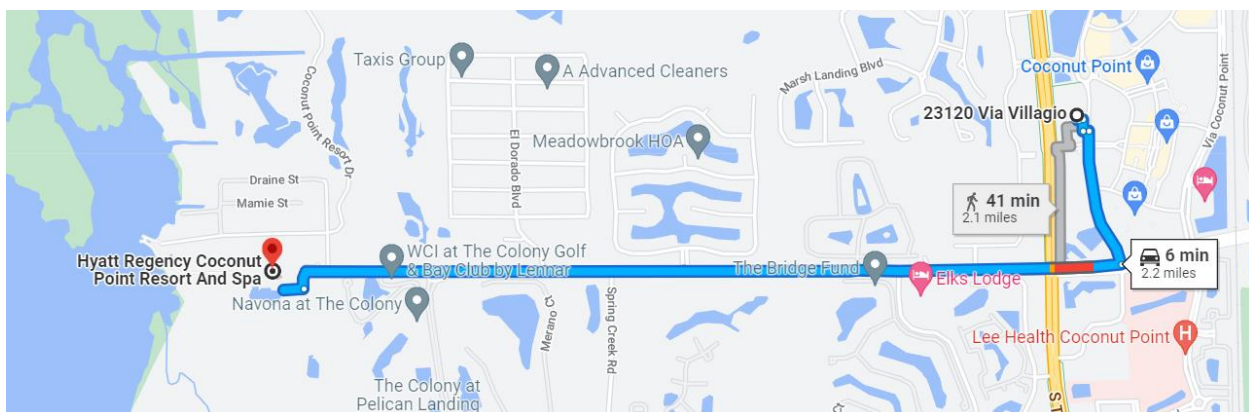 Taxis Group
A Advanced Cleaners
Coconut Point Resort Dr
El Dorado Blvd
Marsh Landing Blvd
Coconut Point
23120 Via Villagio
Via Coconut Point
Meadowbrook HOA
Draine St
Mamie St
41 min
2.1 miles
Hyatt Regency Coconut
Point Resort And Spa
WCI at The Colony Golf
& Bay Club by Lennar
The Bridge Fund
6 min
2.2 miles
Elks Lodge
Navona at The Colony
Merano Ct
Spring Creek Rd
Lee Health Coconut Point
H
The Colony at
Pelican Landing
Ct
S T